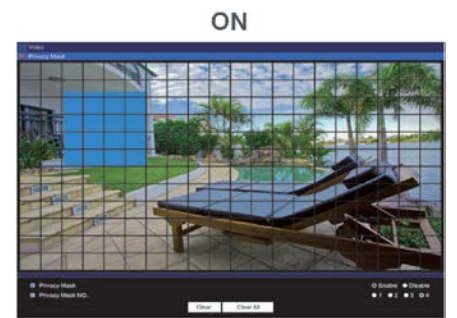 ON
Video
Privacy Mask
Privacy Mask
Enable Disable
Privacy Mask NO.
1 2 3 4
Clear Clear All